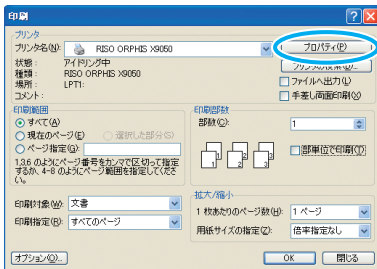 印刷
プリンタ
プリンタ名(N): RISO ORPHIS X9050 プロパティ(P)
状態: アイドリング中
種類: RISO ORPHIS X9050
場所: LPT1:
コメント:
プリンタの検索(D)...
ファイルへ出力(L)
手差し両面印刷(X)
印刷範囲
すべて(A)
現在のページ(E) 選択した部分(S)
ページ指定(G):
1,3,6 のようにページ番号をカンマで区切って指定
するか、4-8 のようにページ範囲を指定してくださ
い。
印刷部数
部数(C): 1
1 1 2 2 3 3
部単位で印刷(T)
印刷対象(W): 文書
印刷指定(R): すべてのページ
拡大/縮小
1 枚あたりのページ数(H): 1 ページ
用紙サイズの指定(Z): 倍率指定なし
オプション(O)... OK 閉じる